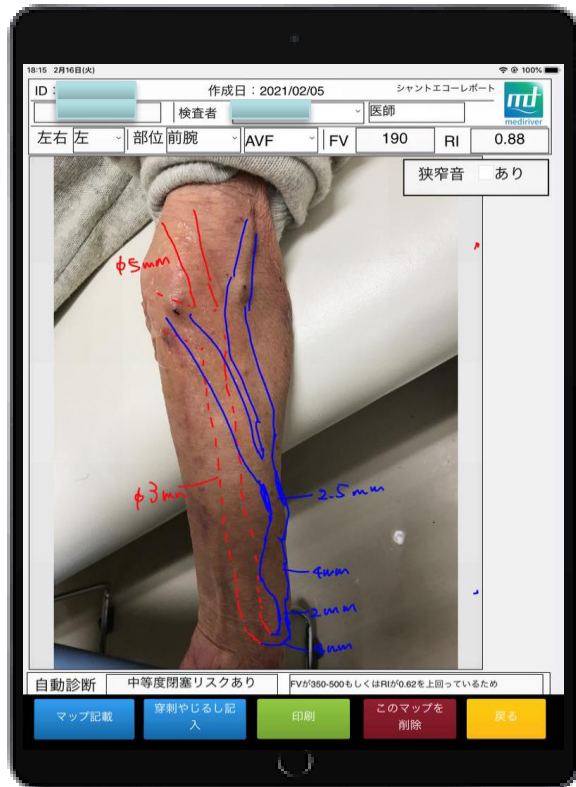 18:15 2月16日(火) 100%
ID: 作成日:2021/02/05 シャントエコーレポート
mediriver
検査者 医師
左右 左 部位 前腕 AVF FV 190 RI 0.88
狭窄音 あり
φ5mm
φ3mm
2.5mm
4mm
2mm
4mm
自動診断 中等度閉塞リスクあり FVが350-500もしくはRIが0.62を上回っているため
マップ記載 穿刺やじるし記 印刷 このマップを 戻る
入 削除